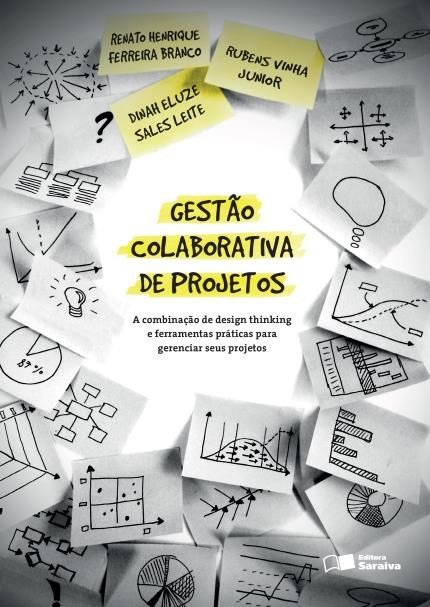 RENATO HENRIQUE
FERREIRA BRANCO
RUBENS VINHA
JUNIOR
DINAH ELUZE
SALES LEITE
?
GESTÃO
COLABORATIVA
DE PROJETOS
A combinação de design thinking
e ferramentas práticas para
gerenciar seus projetos
87%
Editora
Saraiva